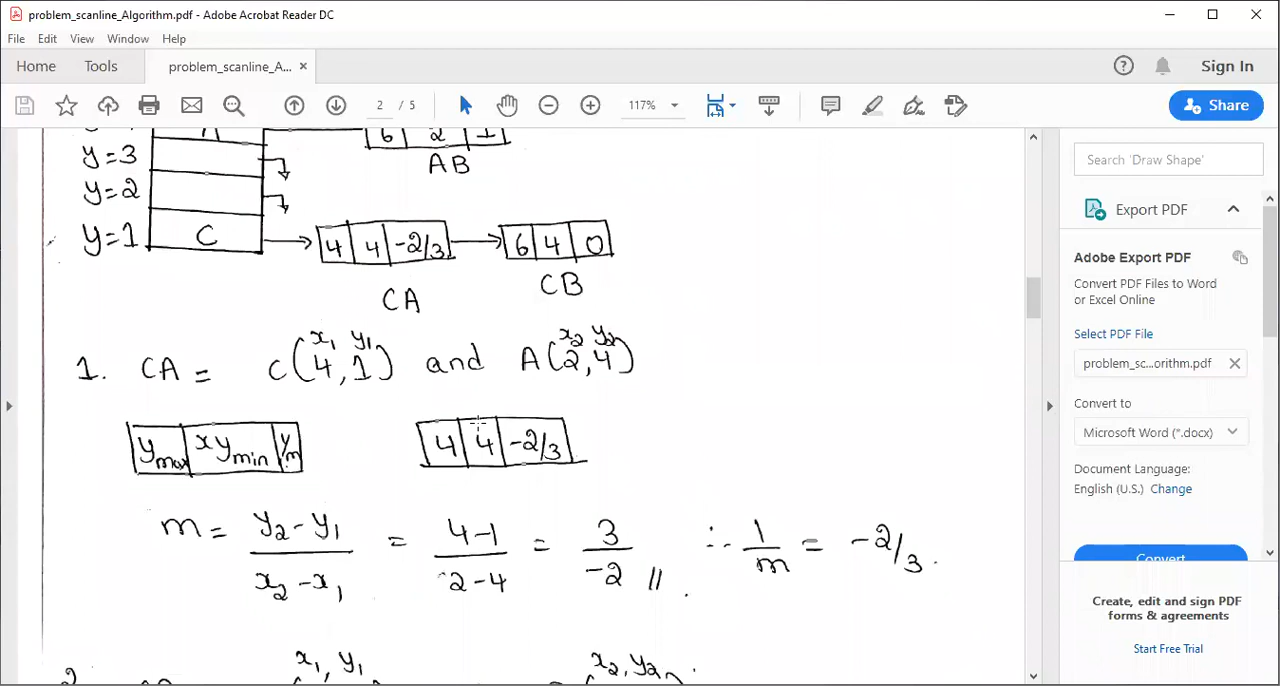 problem_scanline_Algorithm.pdf - Adobe Acrobat Reader DC
File Edit View Window Help
Home Tools problem_scanline_A... × Sign In
2 / 5 117% Share
A 6 2 1
AB
y=3
y=2
y=1 C 4 4 -2/3 6 4 0
CA CB
x1 y1 x2 y2
1. CA = C(4,1) and A(2,4)
ymax xymin 1/m 4 4 -2/3
m = y2-y1 / x2-x1 = 4-1 / 2-4 = 3 / -2 // ∴ 1/m = -2/3.
x1, y1 x2, y2
2.
Search 'Draw Shape'
Export PDF
Adobe Export PDF
Convert PDF Files to Word
or Excel Online
Select PDF File
problem_sc...orithm.pdf ×
Convert to
Microsoft Word (*.docx)
Document Language:
English (U.S.) Change
Convert
Create, edit and sign PDF
forms & agreements
Start Free Trial